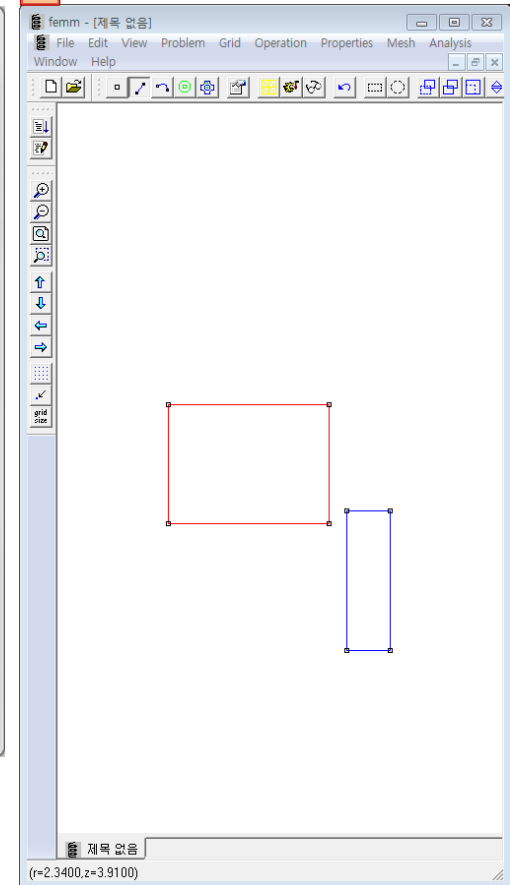 femm - [제목 없음]
File Edit View Problem Grid Operation Properties Mesh Analysis
Window Help
grid
size
제목 없음
(r=2.3400,z=3.9100)